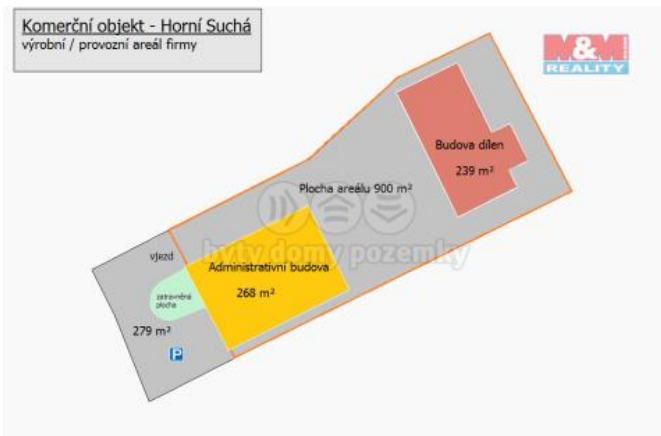 Komerční objekt - Horní Suchá
výrobní / provozní areál firmy
M&M
REALITY
Budova dílen
239 m²
Plocha areálu 900 m²
byty domy pozemky
vjezd
Administrativní budova
268 m²
zatravněná
plocha
279 m²
P